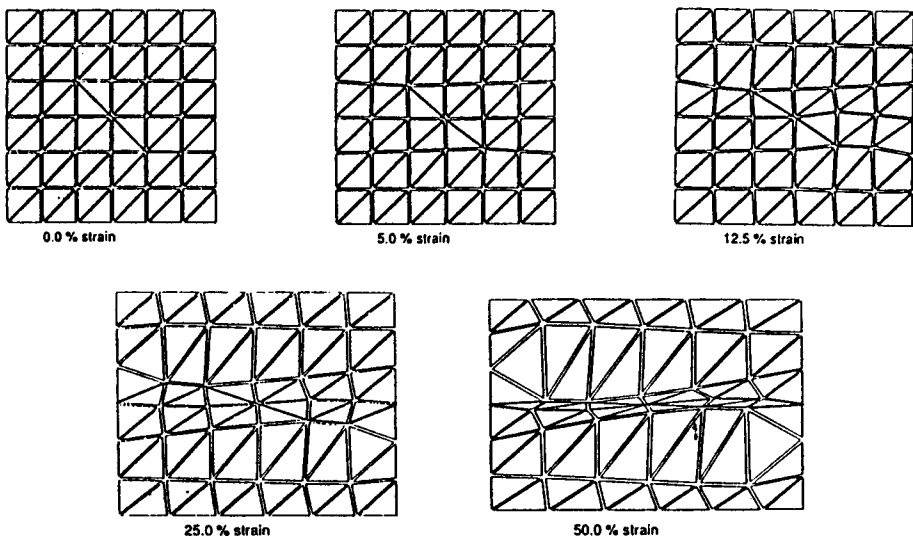 0.0 % strain
5.0 % strain
12.5 % strain
25.0 % strain
50.0 % strain